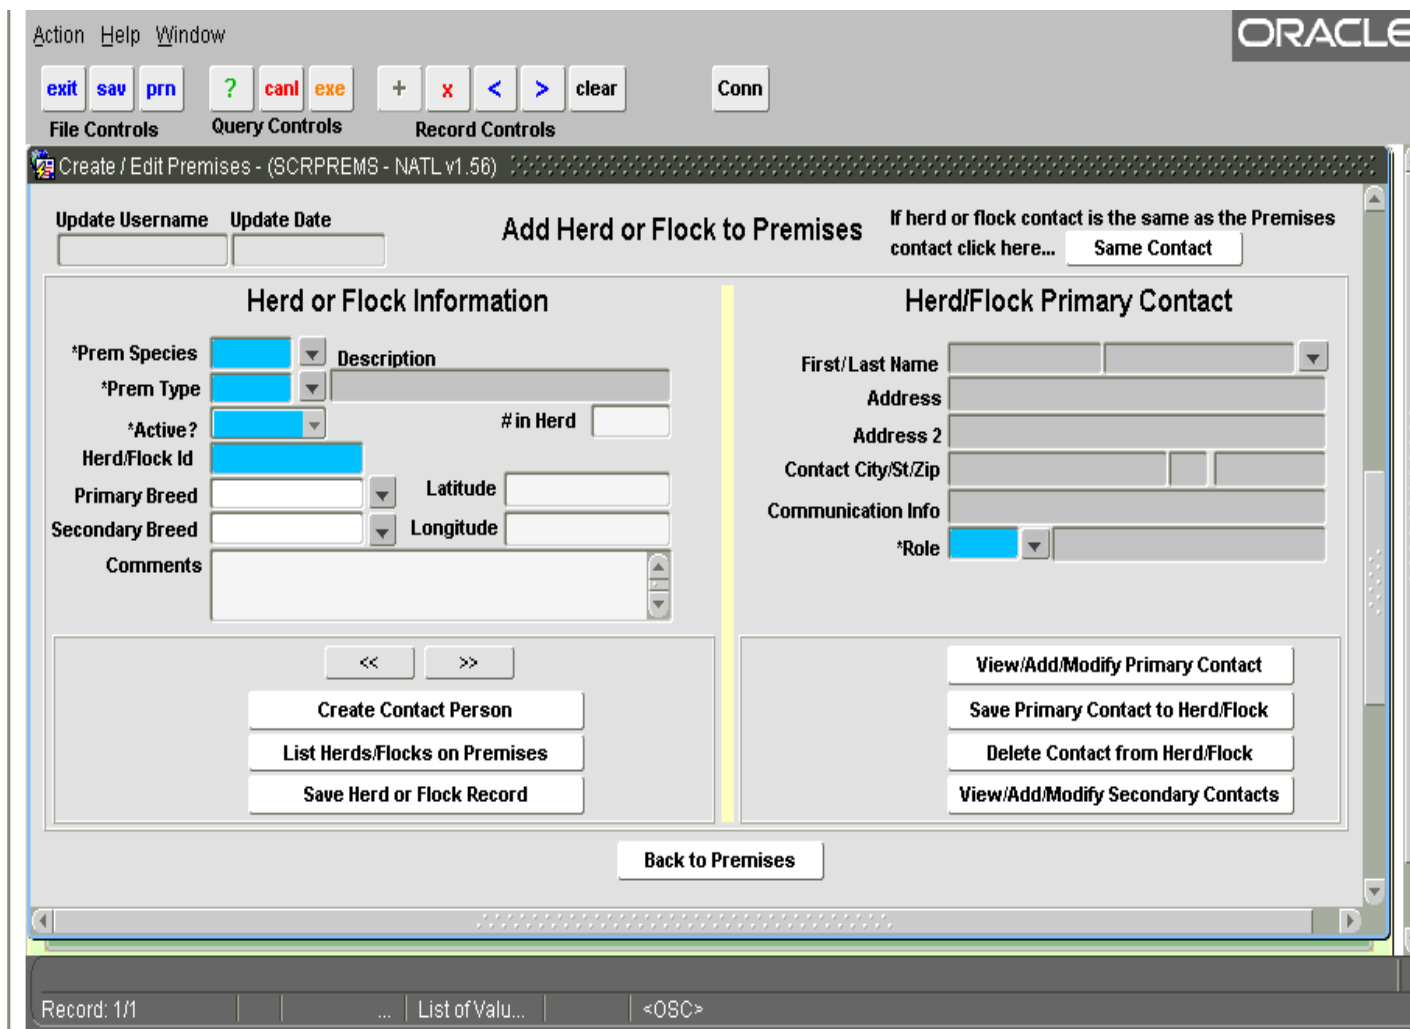 Action Help Window
ORACLE
exit sav prn ? canl exe + x < > clear Conn
File Controls Query Controls Record Controls
Create / Edit Premises - (SCRPREMS - NATL v1.56)
Update Username Update Date
Add Herd or Flock to Premises
If herd or flock contact is the same as the Premises
contact click here... Same Contact
Herd or Flock Information
*Prem Species
Description
*Prem Type
*Active?
# in Herd
Herd/Flock Id
Primary Breed
Latitude
Secondary Breed
Longitude
Comments
<< >>
Create Contact Person
List Herds/Flocks on Premises
Save Herd or Flock Record
Herd/Flock Primary Contact
First/Last Name
Address
Address 2
Contact City/St/Zip
Communication Info
*Role
View/Add/Modify Primary Contact
Save Primary Contact to Herd/Flock
Delete Contact from Herd/Flock
View/Add/Modify Secondary Contacts
Back to Premises
Record: 1/1 ... List of Valu... <OSC>